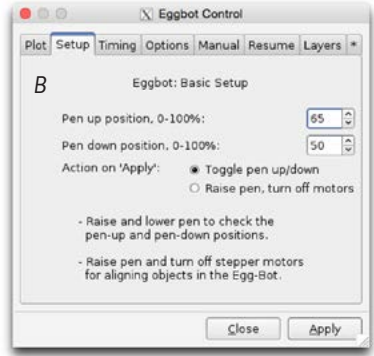 Eggbot Control
Plot Setup Timing Options Manual Resume Layers *
B
Eggbot: Basic Setup
Pen up position, 0-100%: 65
Pen down position, 0-100%: 50
Action on 'Apply': Toggle pen up/down
Raise pen, turn off motors
- Raise and lower pen to check the
pen-up and pen-down positions.
- Raise pen and turn off stepper motors
for aligning objects in the Egg-Bot.
Close Apply